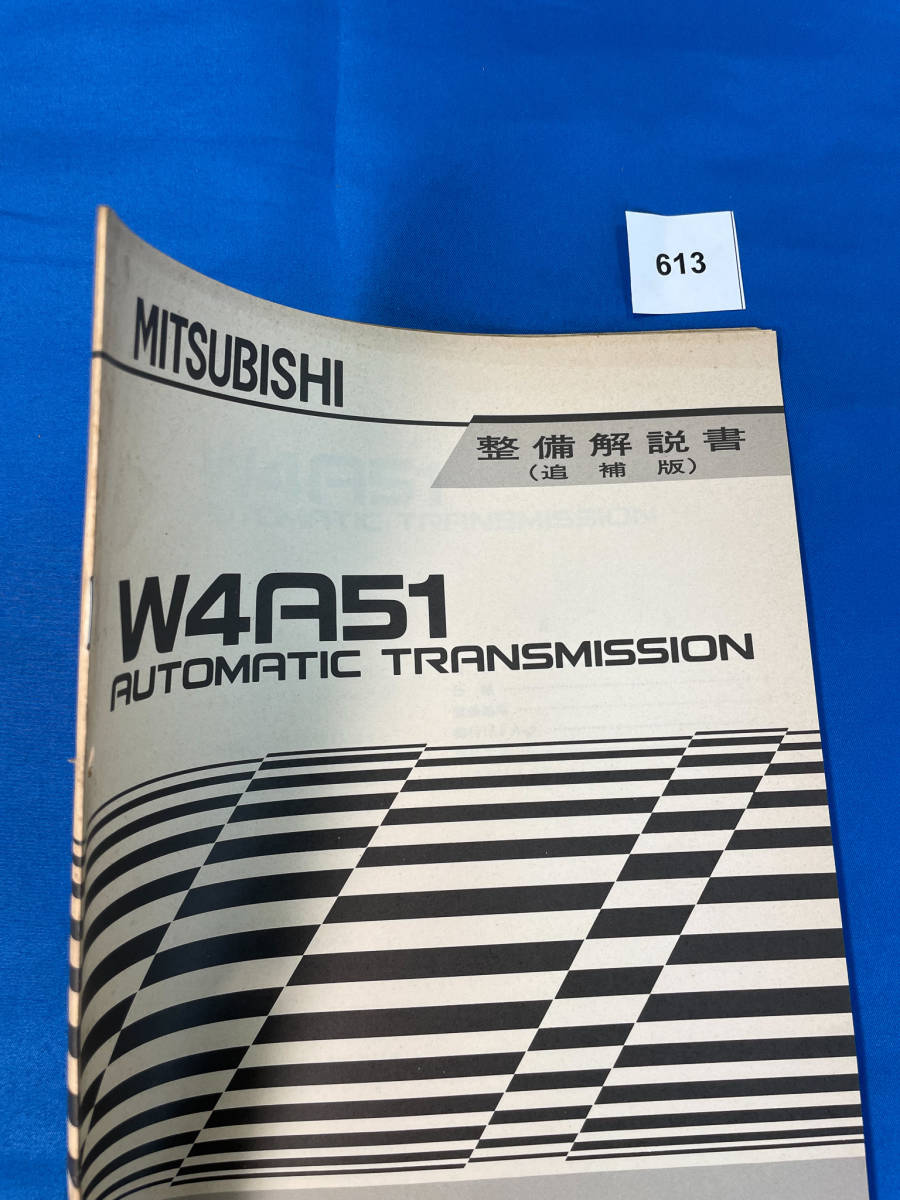 613
MITSUBISHI
整備解説書
(追補版)
W4A51
AUTOMATIC TRANSMISSION